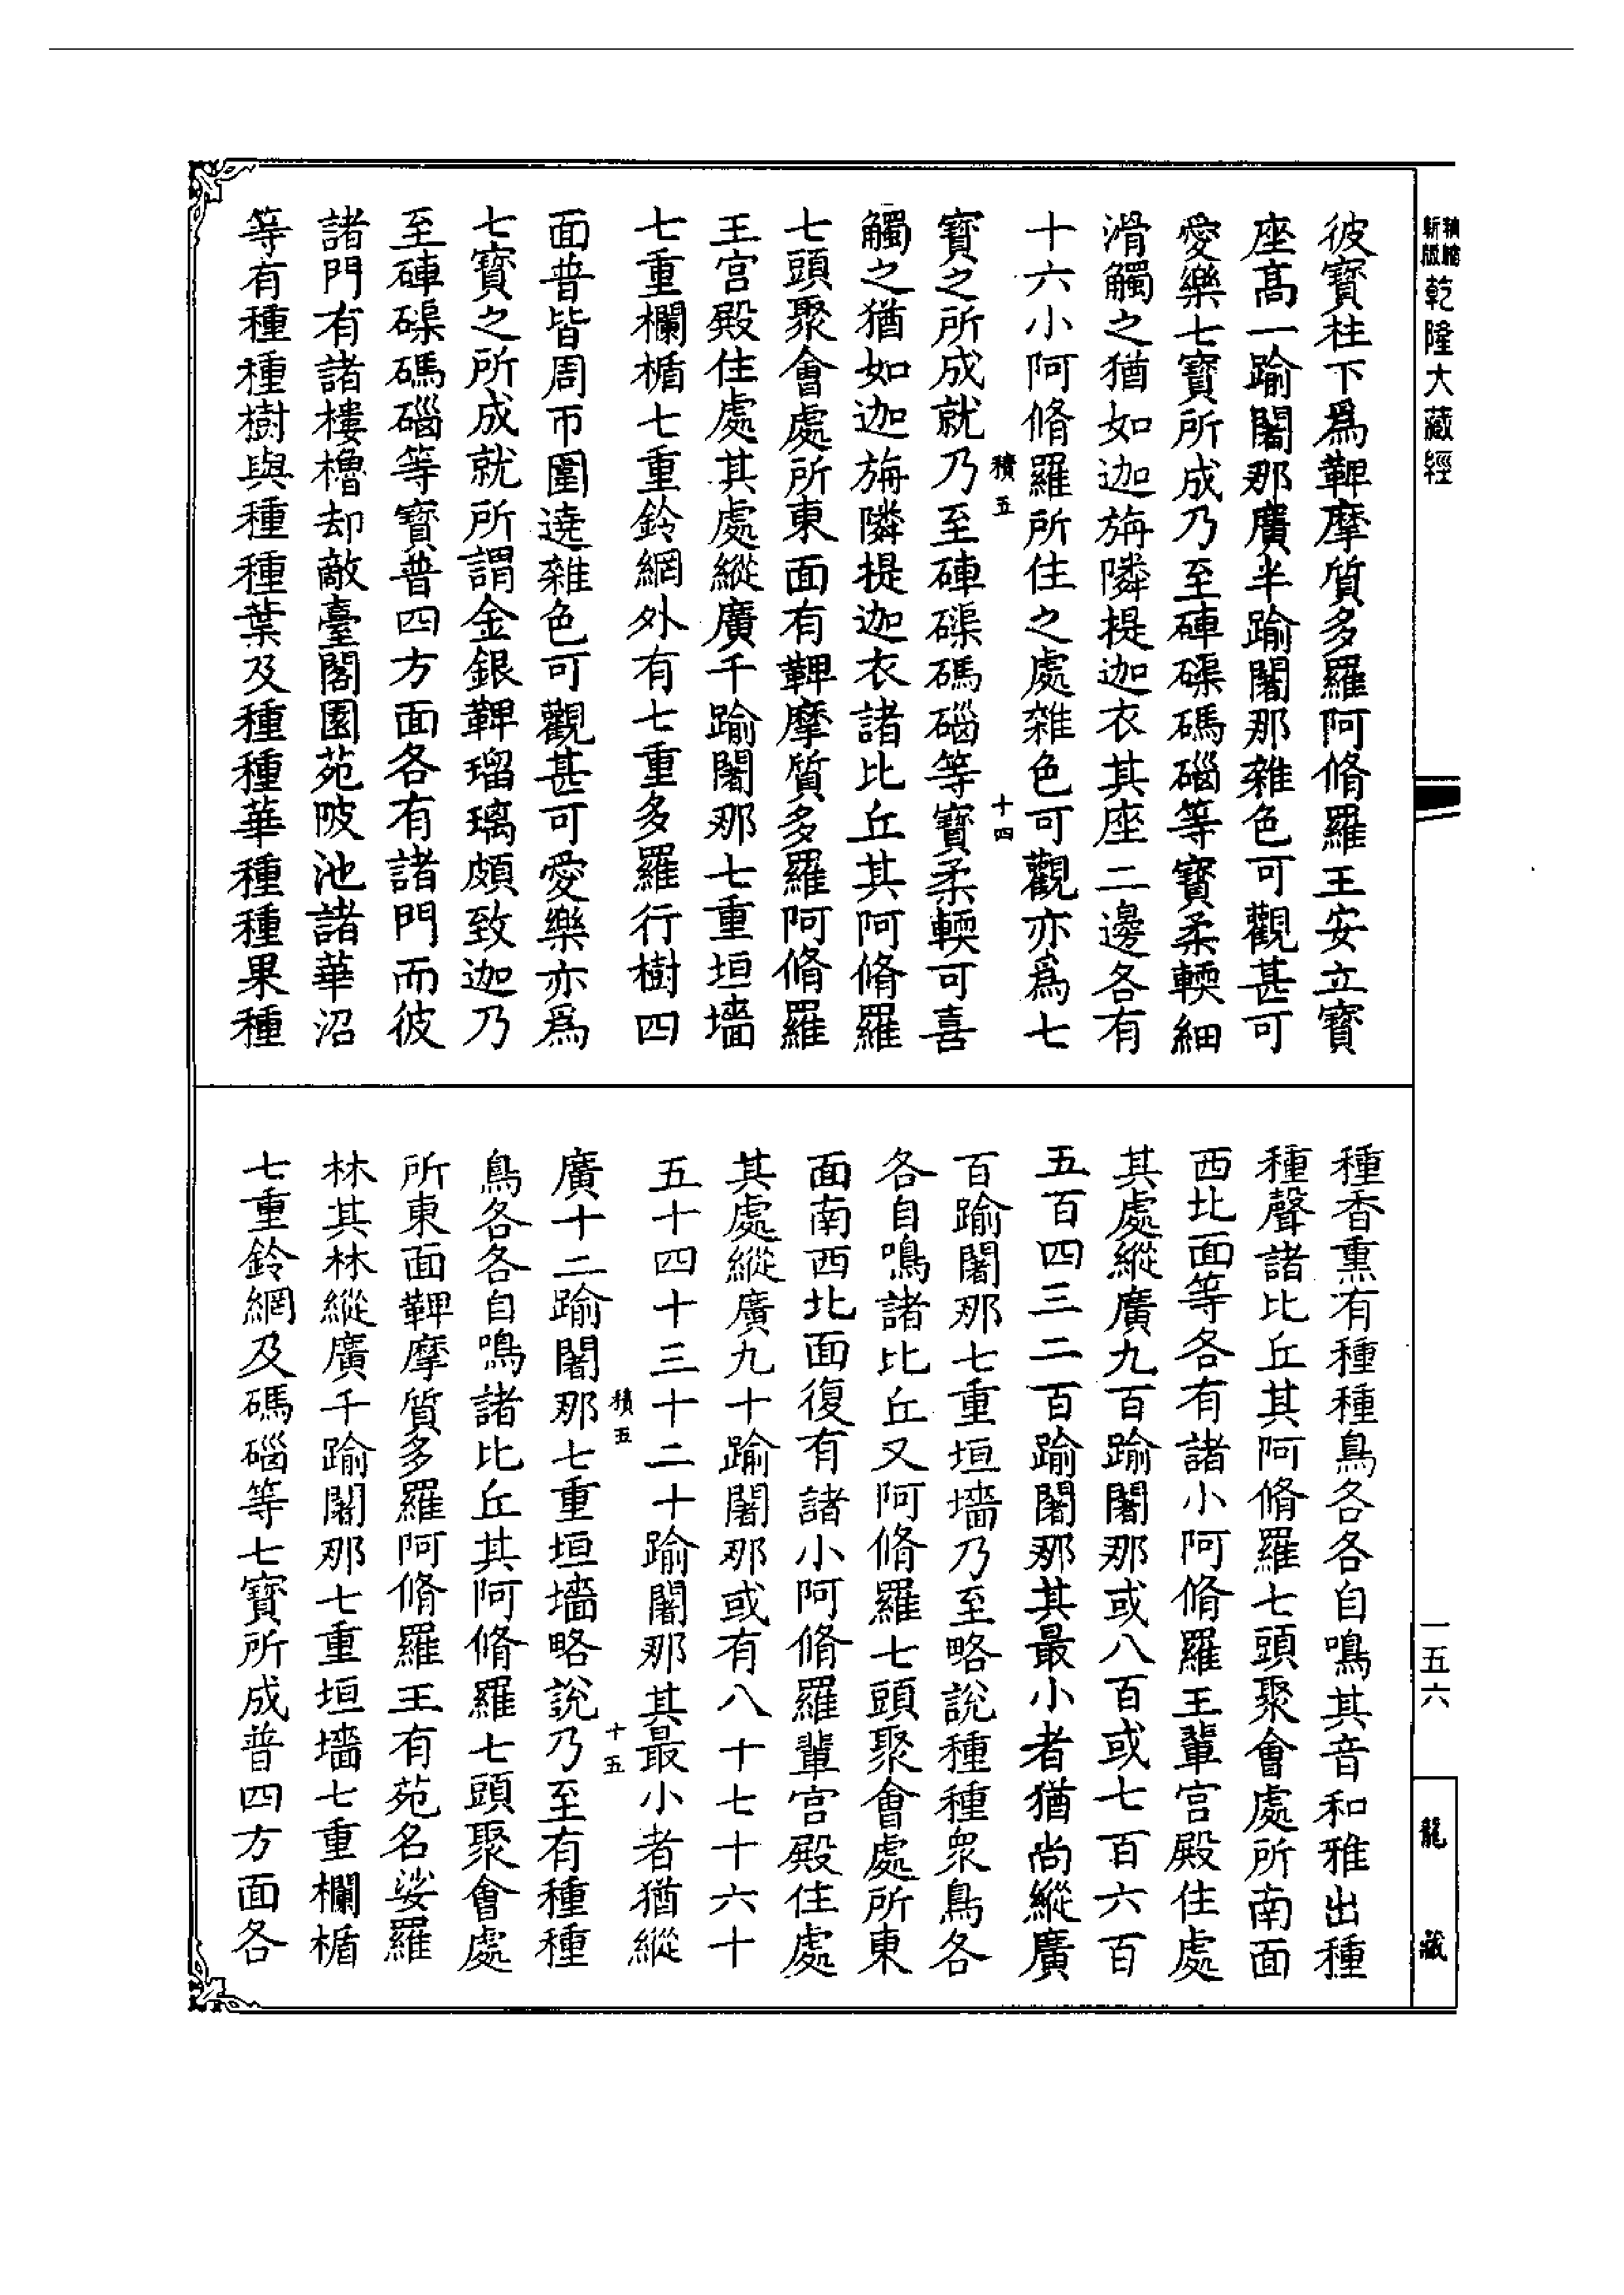 新版
乾隆大藏經
彼寶柱下爲鞞摩質多羅阿脩羅王安立寶
座高一踰闍那廣半踰闍那雜色可觀甚可
愛樂七寶所成乃至硨磲碼碯等寶柔輭細
滑觸之猶如迦旃隣提迦衣其座二邊各有
十六小阿脩羅所住之處雜色可觀亦爲七
積五
十四
寶之所成就乃至硨磲碼碯等寶柔輭可喜
觸之猶如迦旃隣提迦衣諸比丘其阿脩羅
七頭聚會處所東面有鞞摩質多羅阿脩羅
王宮殿住處其處縱廣千踰闍那七重垣墻
七重欄楯七重鈴網外有七重多羅行樹四
面普皆周帀圍遶雜色可觀甚可愛樂亦爲
七寶之所成就所謂金銀鞞瑠璃頗致迦乃
至硨磲碼碯等寶普四方面各有諸門而彼
諸門有諸樓櫓却敵臺閣園苑陂池諸華沼
等有種種樹與種種葉及種種華種種果種
種香熏有種種鳥各各自鳴其音和雅出種
種聲諸比丘其阿脩羅七頭聚會處所南面
西北面等各有諸小阿脩羅王輩宮殿住處
其處縱廣九百踰闍那或八百或七百六百
五百四三二百踰闍那其最小者猶尚縱廣
百踰闍那七重垣墻乃至略說種種衆鳥各
各自鳴諸比丘又阿脩羅七頭聚會處所東
面南西北面復有諸小阿脩羅輩宮殿住處
其處縱廣九十踰闍那或有八十七十六十
五十四十三十二十踰闍那其最小者猶縱
積五
十五
廣十二踰闍那七重垣墻略說乃至有種種
鳥各各自鳴諸比丘其阿脩羅七頭聚會處
所東面鞞摩質多羅阿脩羅王有苑名娑羅
林其林縱廣千踰闍那七重垣墻七重欄楯
七重鈴網及碼碯等七寶所成普四方面各
一五六
龍藏